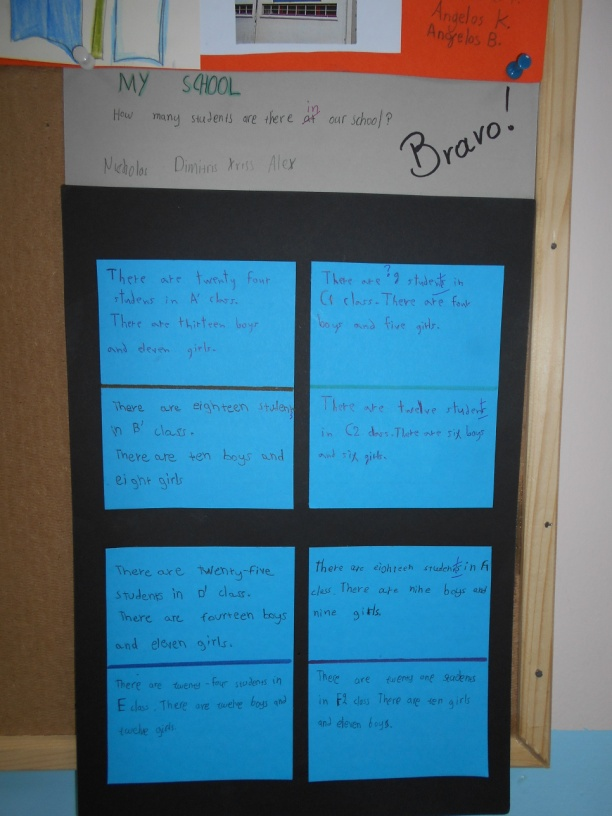 Angelos K.
Andrelos B.
MY SCHOOL
How many students are there at our school?
in
Bravo!
Nicholas Dimitris Xriss Alex
There are twenty four
students in A' class.
There are thirteen boys
and eleven girls.
There are eighteen students
in B' class.
There are ten boys and
eight girls
There are 9 students in
?
C1 class. There are four
boys and five girls.
There are twelve students
in C2 class. There are six boys
and six girls.
There are twenty-five
students in D' class.
There are fourteen boys
and eleven girls.
There are twenty-four students in
E class. There are twelve boys and
twelve girls.
There are eighteen students in
class. There are nine boys and
nine girls.
There are twenty one students
in F2 class There are ten girls
and eleven boys.